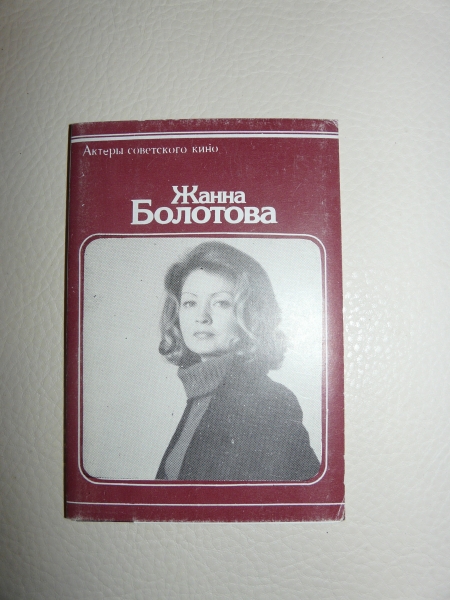 Актеры советского кино
Жанна
Болотова